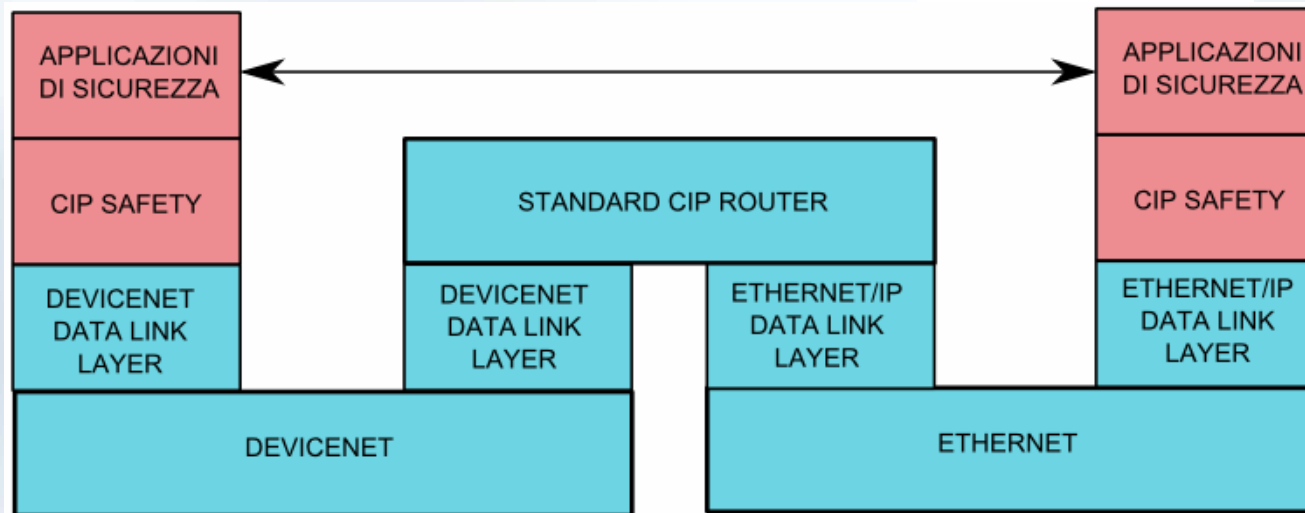 APPLICAZIONI
DI SICUREZZA
APPLICAZIONI
DI SICUREZZA
CIP SAFETY
STANDARD CIP ROUTER
CIP SAFETY
DEVICENET
DATA LINK
LAYER
DEVICENET
DATA LINK
LAYER
ETHERNET/IP
DATA LINK
LAYER
ETHERNET/IP
DATA LINK
LAYER
DEVICENET
ETHERNET